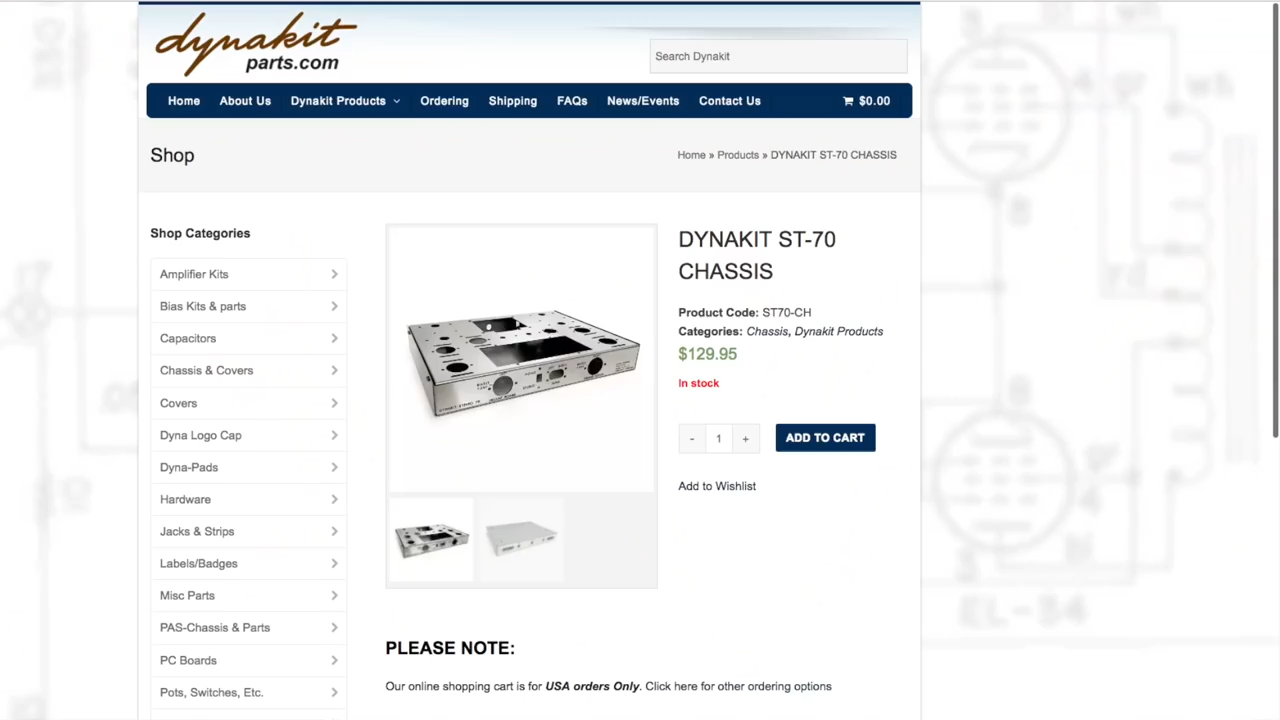 dynakit
parts.com
Search Dynakit
Home About Us Dynakit Products Ordering Shipping FAQs News/Events Contact Us $0.00
Shop
Home » Products » DYNAKIT ST-70 CHASSIS
Shop Categories
Amplifier Kits
Bias Kits & parts
Capacitors
Chassis & Covers
Covers
Dyna Logo Cap
Dyna-Pads
Hardware
Jacks & Strips
Labels/Badges
Misc Parts
PAS-Chassis & Parts
PC Boards
Pots, Switches, Etc.
DYNAKIT ST-70
CHASSIS
Product Code: ST70-CH
Categories: Chassis, Dynakit Products
$129.95
In stock
- 1 +
ADD TO CART
Add to Wishlist
PLEASE NOTE:
Our online shopping cart is for USA orders Only. Click here for other ordering options
EL-34